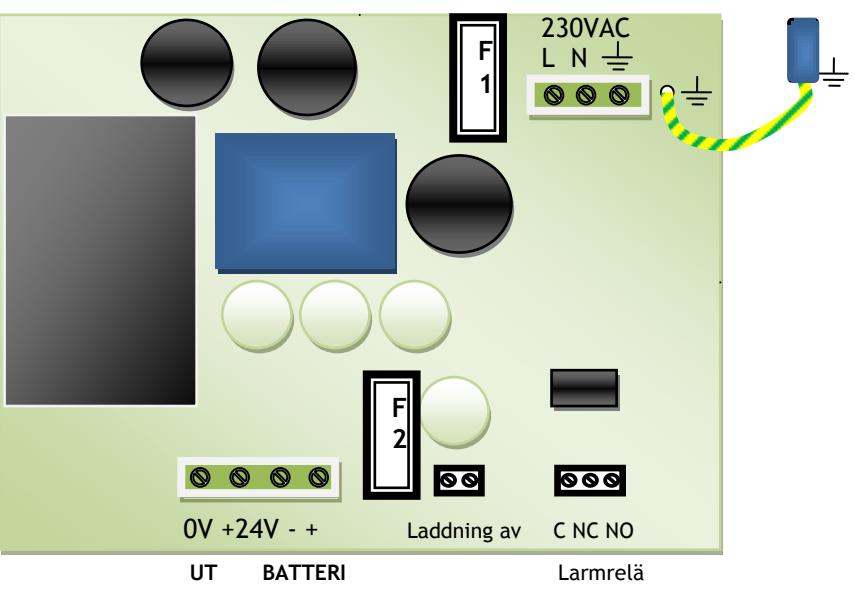 230VAC
L N
F
1
F
2
0V +24V - +
Laddning av
C NC NO
UT
BATTERI
Larmrelä